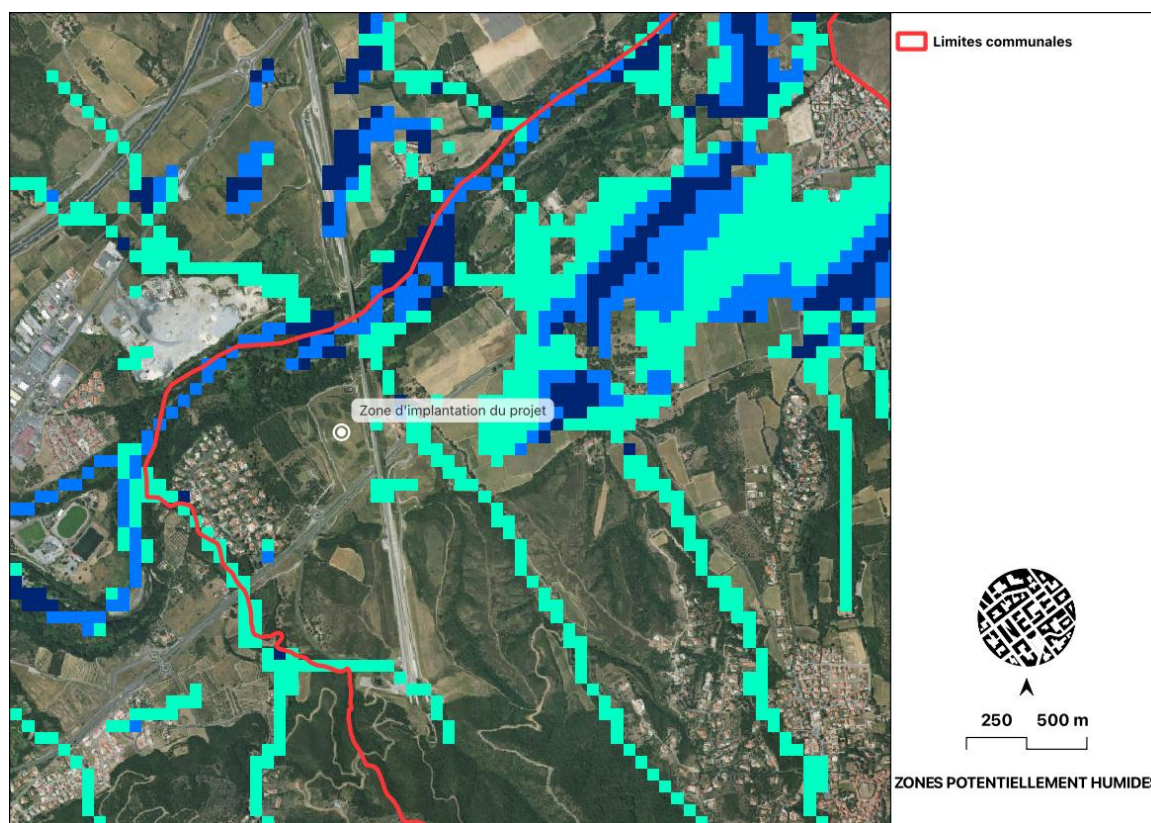 Limites communales
Zone d'implantation du projet
250 500 m
ZONES POTENTIELLEMENT HUMIDES